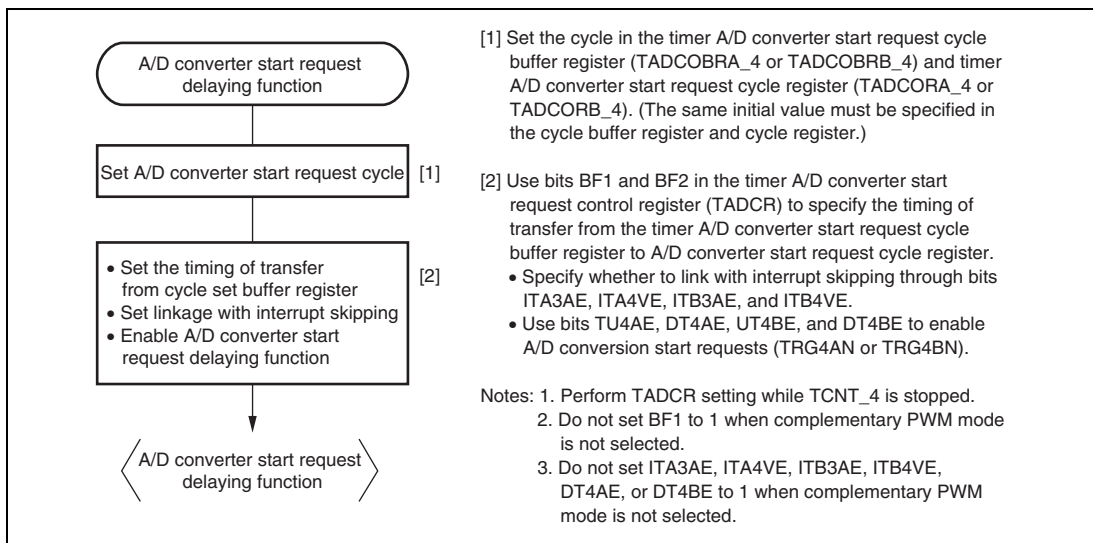 A/D converter start request
delaying function
Set A/D converter start request cycle
[1]
• Set the timing of transfer
from cycle set buffer register
• Set linkage with interrupt skipping
• Enable A/D converter start
request delaying function
[2]
A/D converter start request
delaying function
[1] Set the cycle in the timer A/D converter start request cycle
buffer register (TADCOBRA_4 or TADCOBRB_4) and timer
A/D converter start request cycle register (TADCORA_4 or
TADCORB_4). (The same initial value must be specified in
the cycle buffer register and cycle register.)
[2] Use bits BF1 and BF2 in the timer A/D converter start
request control register (TADCR) to specify the timing of
transfer from the timer A/D converter start request cycle
buffer register to A/D converter start request cycle register.
• Specify whether to link with interrupt skipping through bits
ITA3AE, ITA4VE, ITB3AE, and ITB4VE.
• Use bits TU4AE, DT4AE, UT4BE, and DT4BE to enable
A/D conversion start requests (TRG4AN or TRG4BN).
Notes: 1. Perform TADCR setting while TCNT_4 is stopped.
2. Do not set BF1 to 1 when complementary PWM mode
is not selected.
3. Do not set ITA3AE, ITA4VE, ITB3AE, ITB4VE,
DT4AE, or DT4BE to 1 when complementary PWM
mode is not selected.